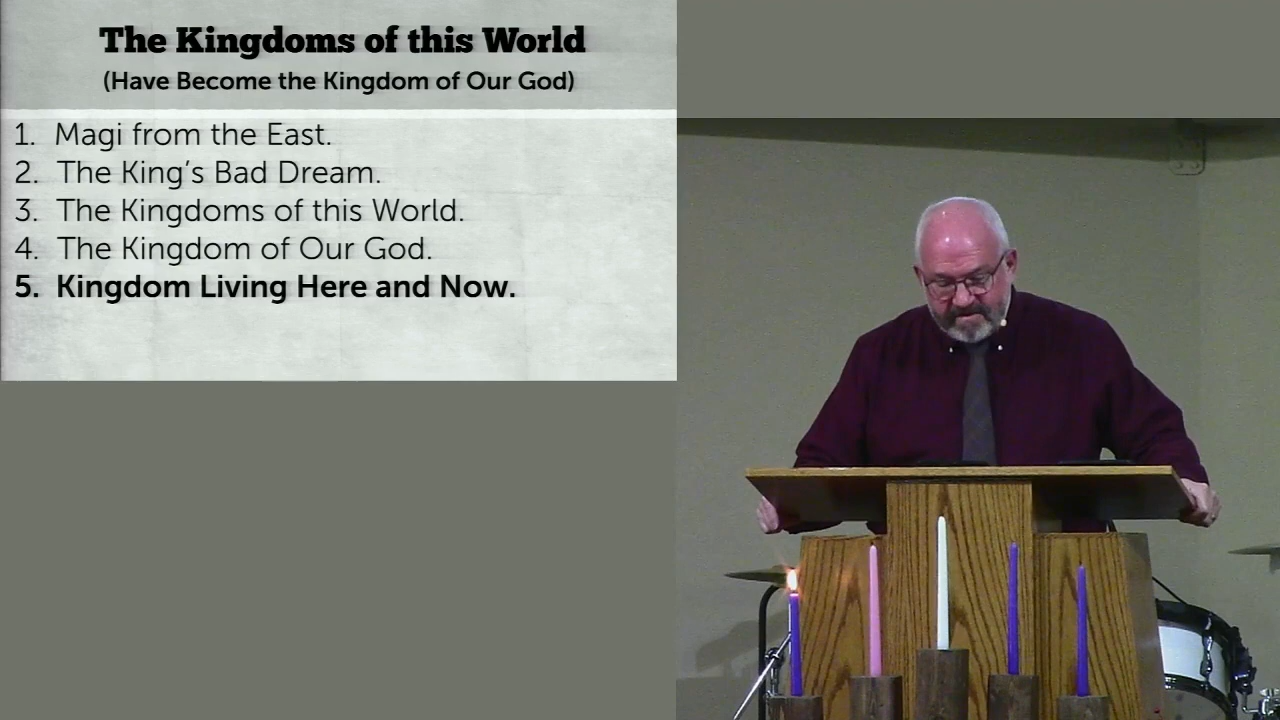 The Kingdoms of this World
(Have Become the Kingdom of Our God)
1. Magi from the East.
2. The King’s Bad Dream.
3. The Kingdoms of this World.
4. The Kingdom of Our God.
5. Kingdom Living Here and Now.